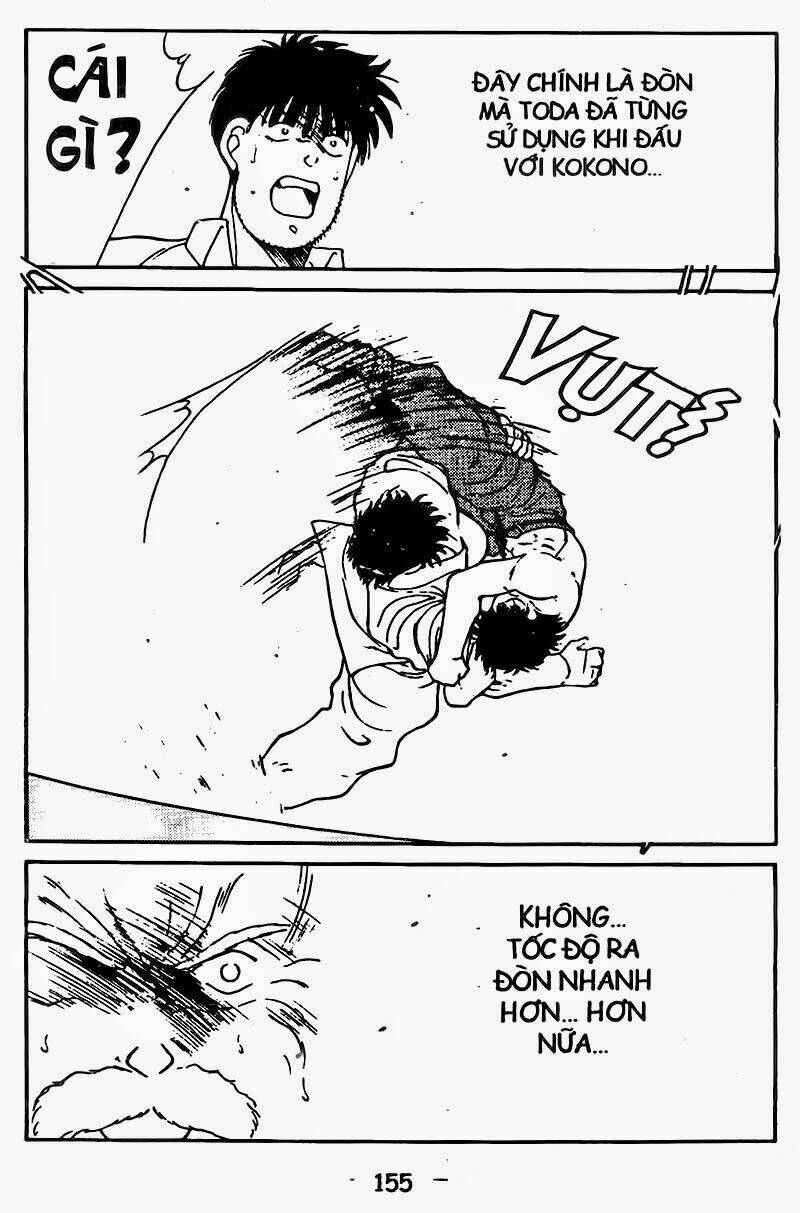 CÁI
GÌ?
ĐÂY CHÍNH LÀ ĐÒN
MÀ TODA ĐÃ TỪNG
SỬ DỤNG KHI ĐẤU
VỚI KOKONO...
VỤT!
KHÔNG...
TỐC ĐỘ RA
ĐÒN NHANH
HƠN... HƠN
NỮA...
- 155 -